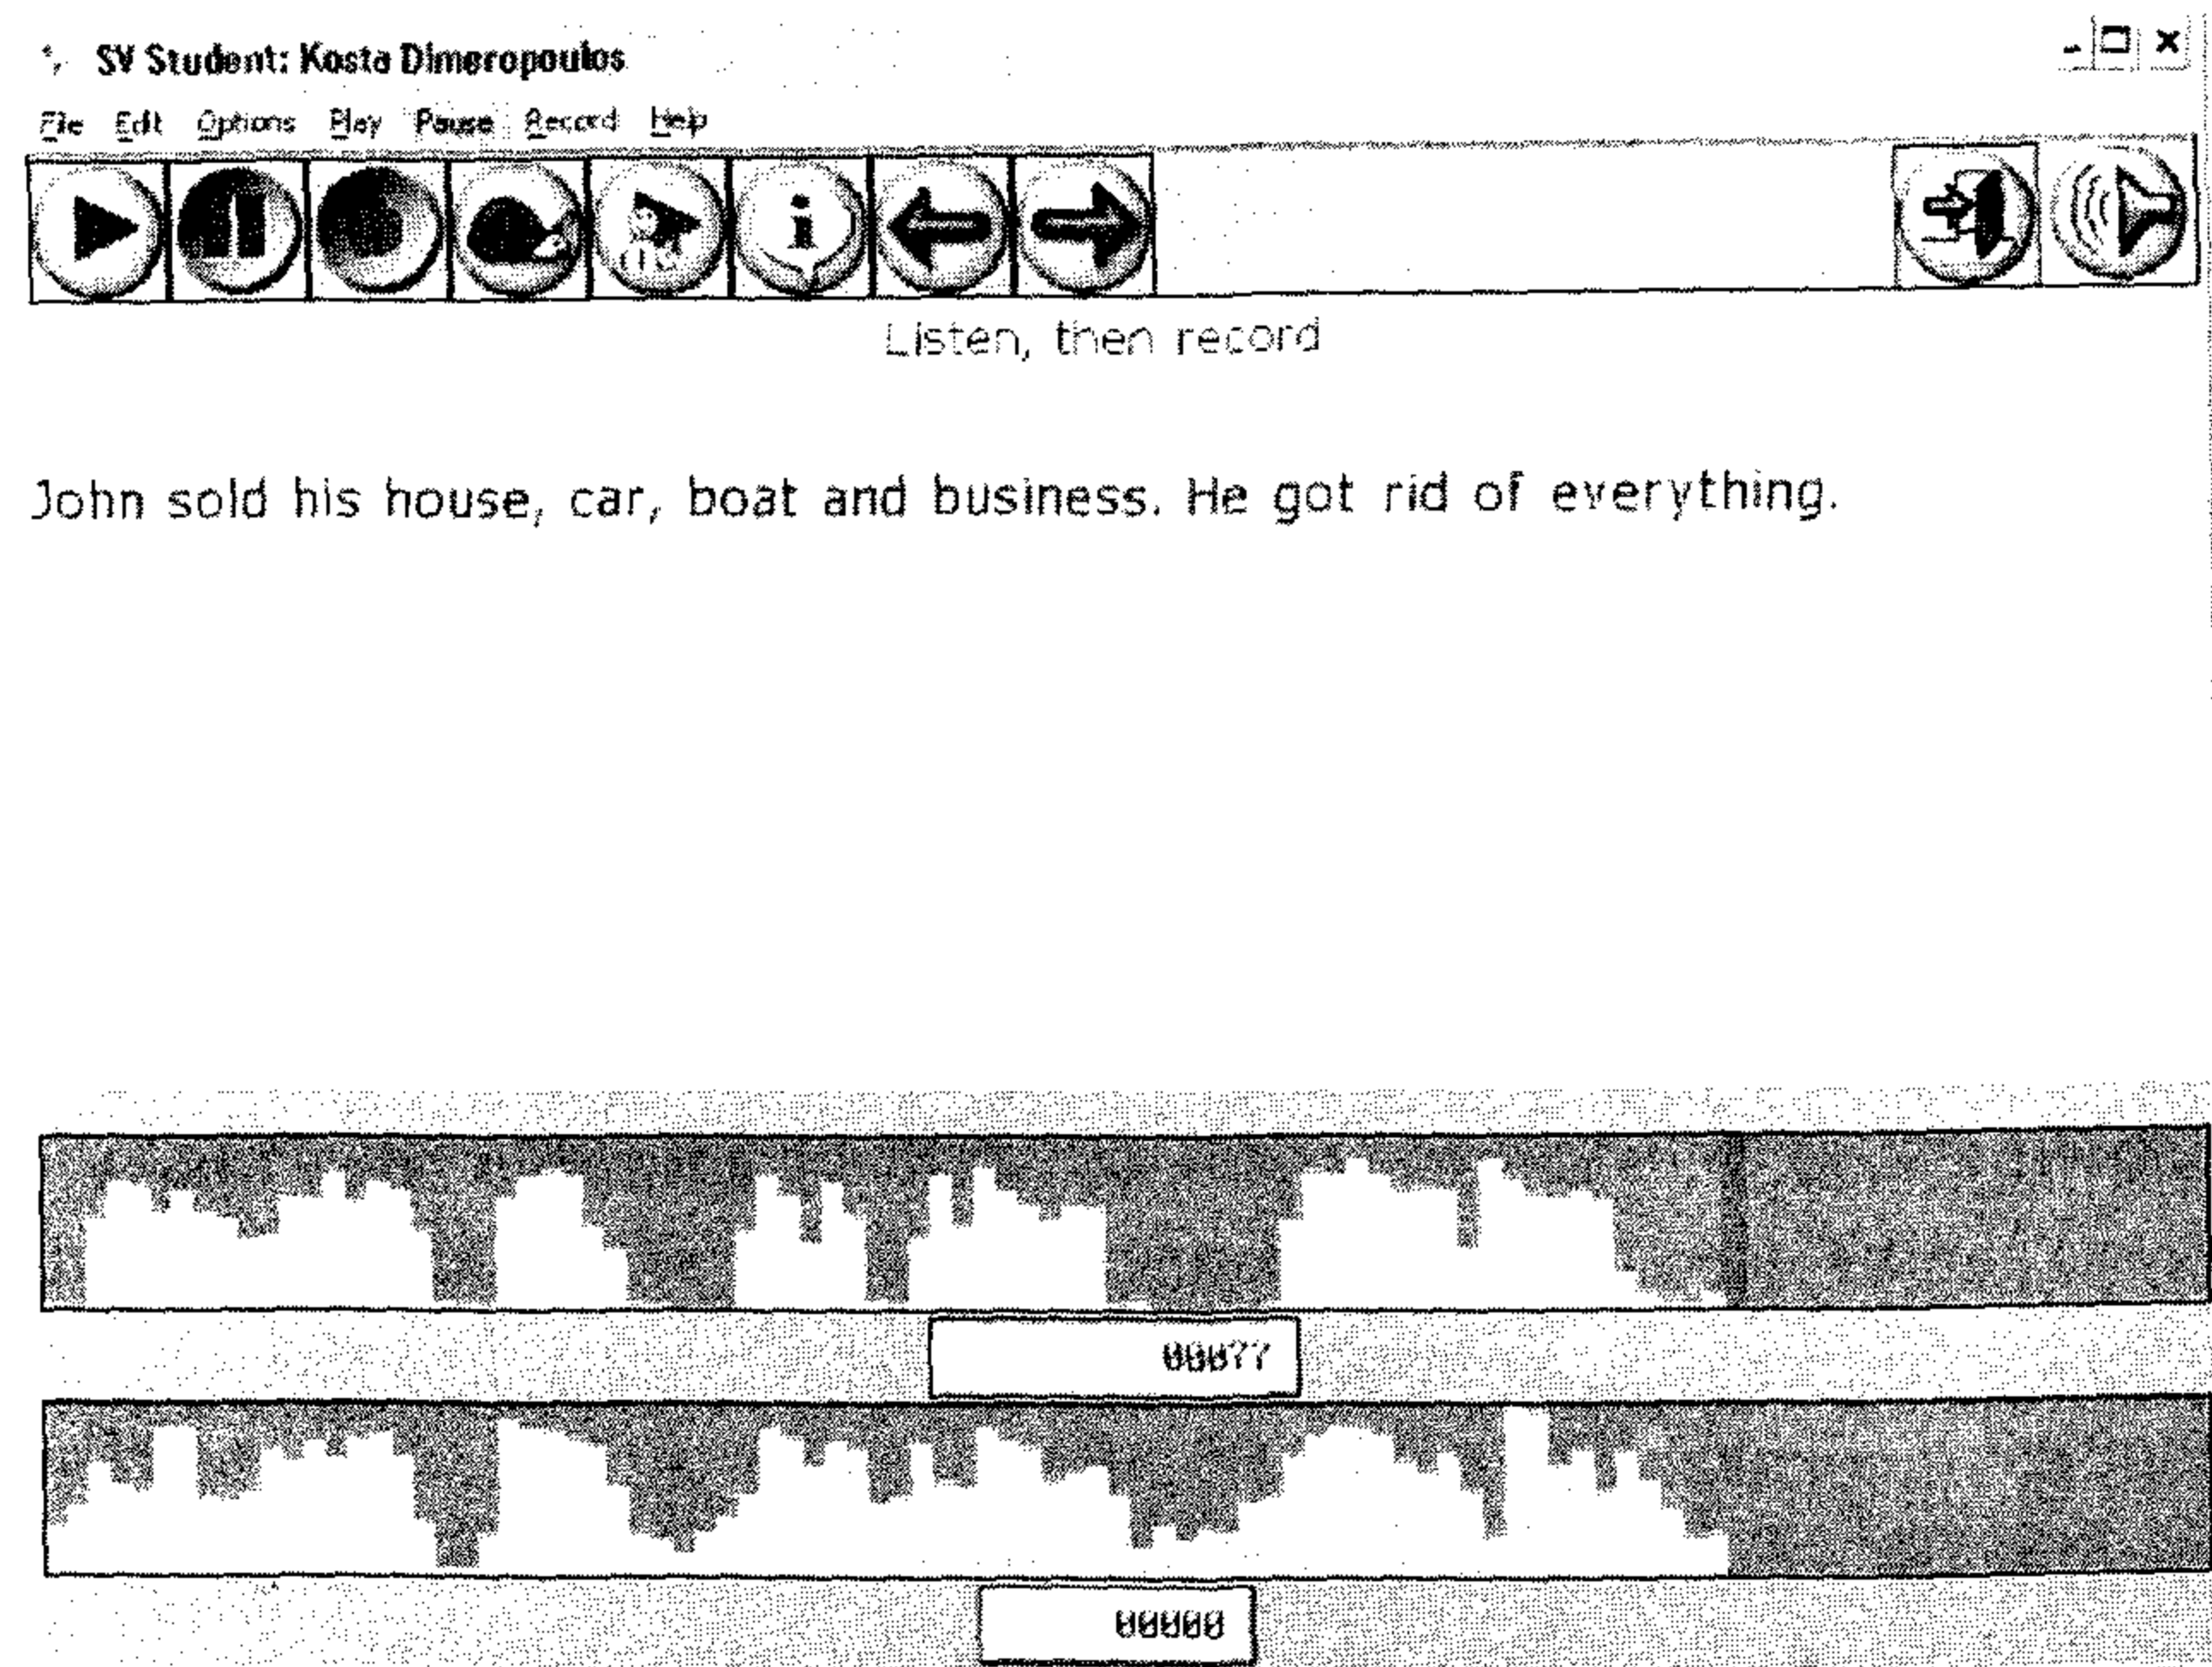 SV Student: Kosta Dimeropoulos
File Edit Options Play Pause Record Help
i
Listen, then record
John sold his house, car, boat and business. He got rid of everything.
00077
00000